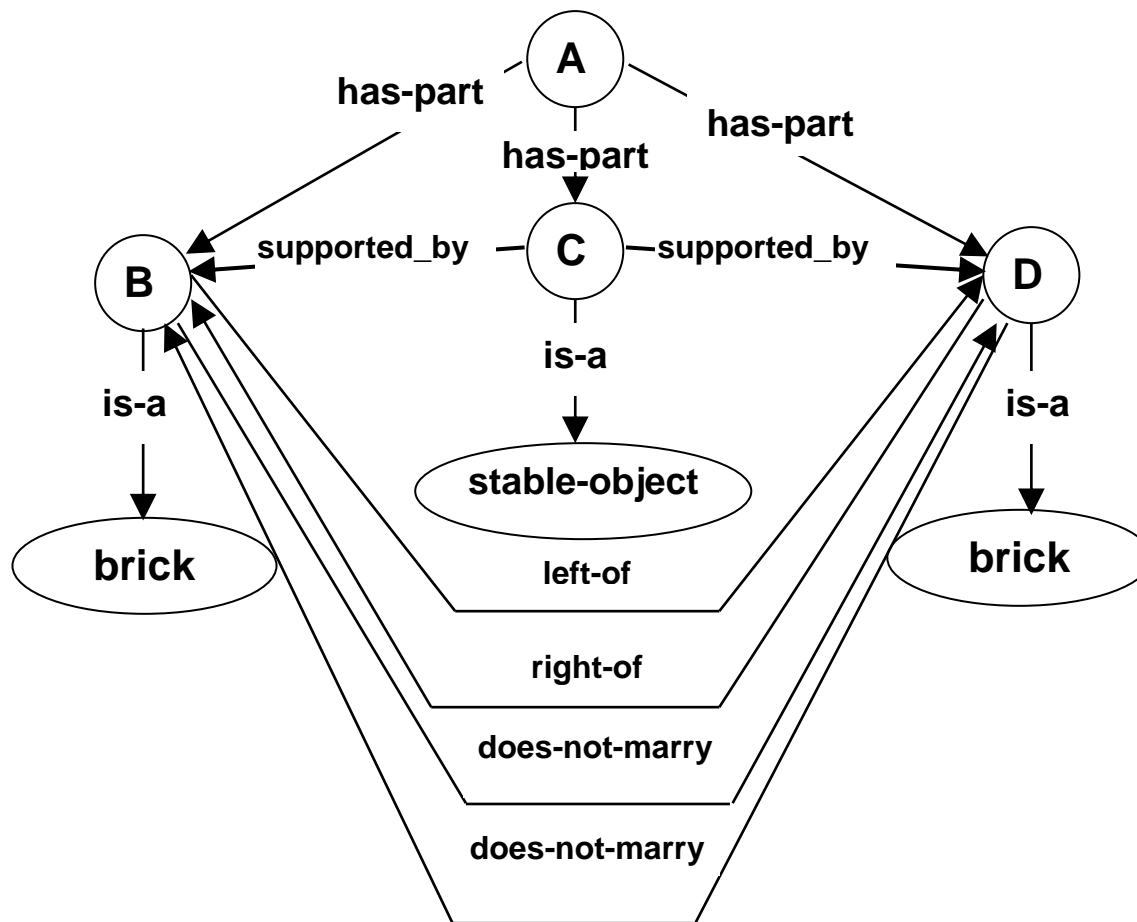 A
has-part
has-part
has-part
B
supported_by
C
supported_by
D
is-a
is-a
is-a
stable-object
brick
brick
left-of
right-of
does-not-marry
does-not-marry